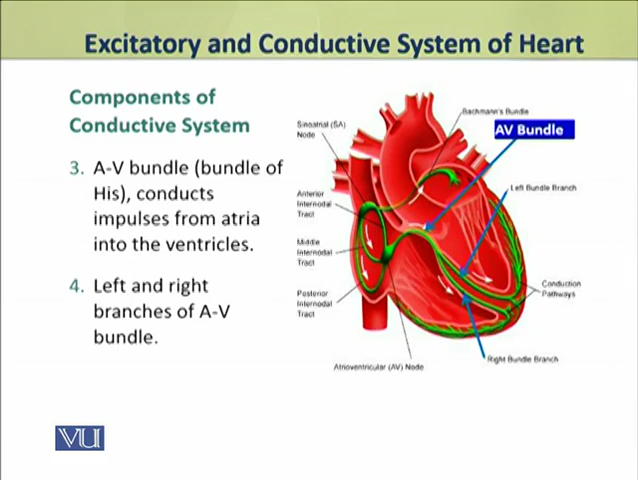 Excitatory and Conductive System of Heart
Components of
Conductive System
3. A-V bundle (bundle of
His), conducts
impulses from atria
into the ventricles.
4. Left and right
branches of A-V
bundle.
Bachmann's Bundle
Sinoatrial (SA)
Node
AV Bundle
Anterior
Internodal
Tract
Left Bundle Branch
Middle
Internodal
Tract
Conduction
Pathways
Posterior
Internodal
Tract
Right Bundle Branch
Atrioventricular (AV) Node
VU